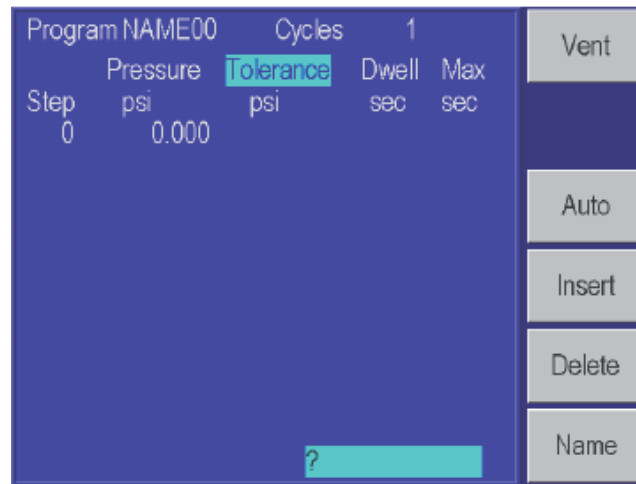 Program NAME00 Cycles 1
Pressure Tolerance Dwell Max
Step psi psi sec sec
0 0.000
?
Vent
Auto
Insert
Delete
Name